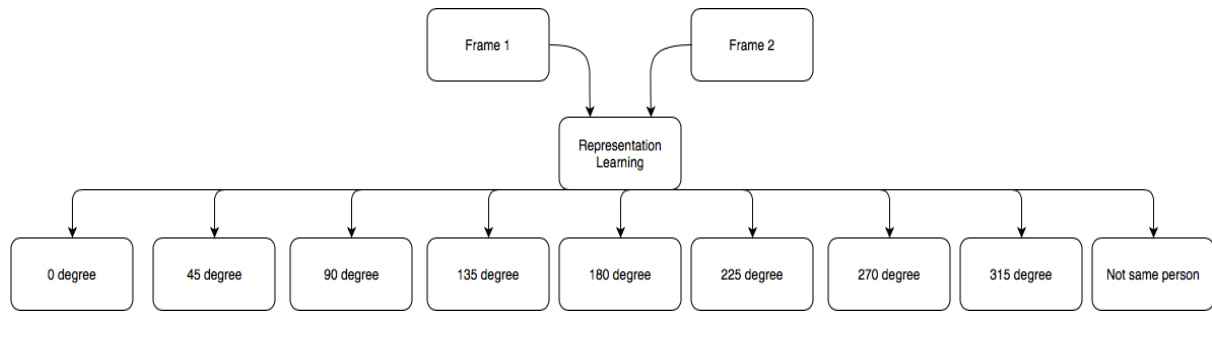 Frame 1
Frame 2
Representation
Learning
0 degree
45 degree
90 degree
135 degree
180 degree
225 degree
270 degree
315 degree
Not same person